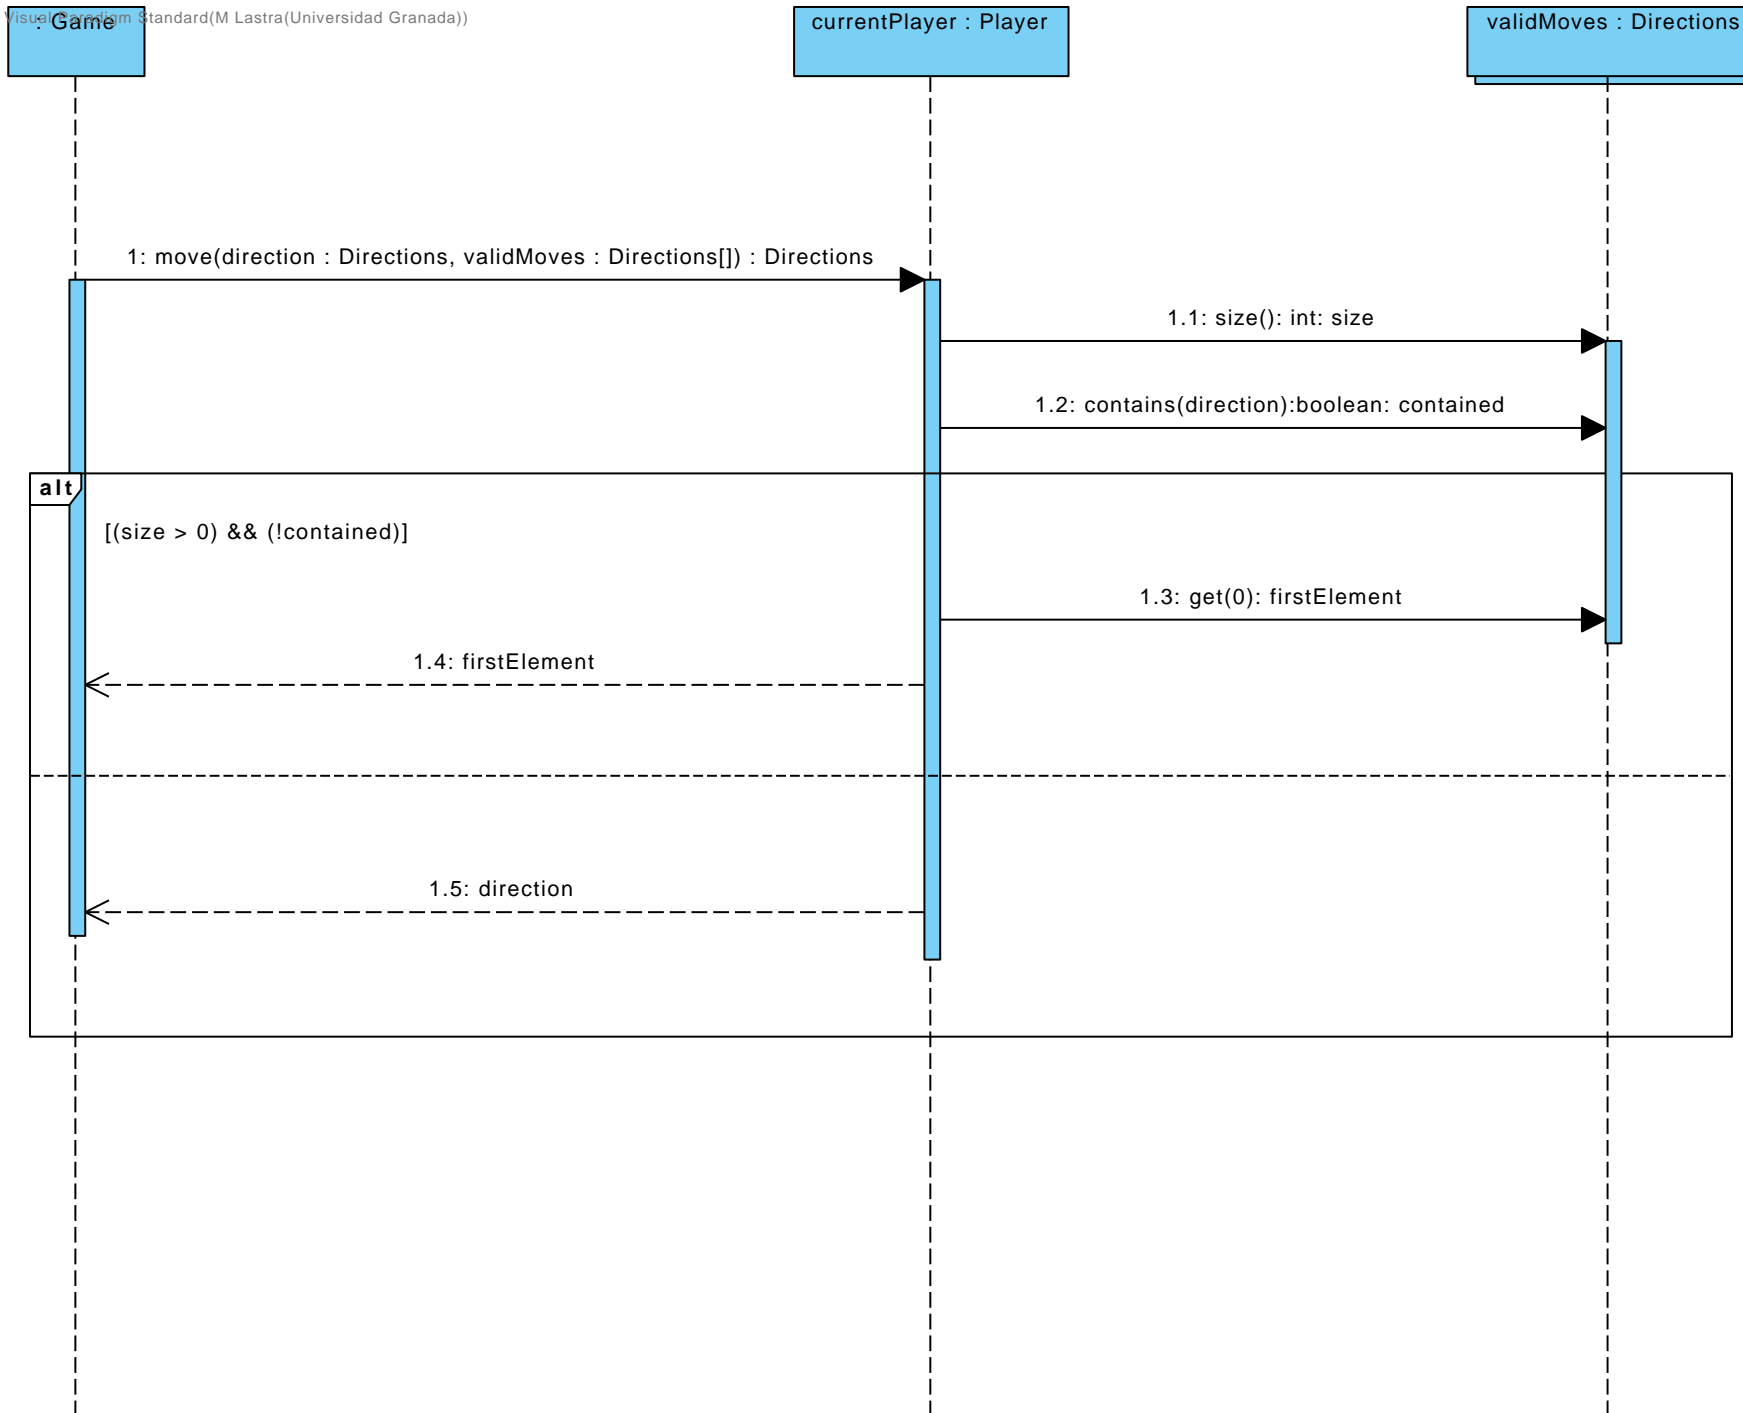 Visual Paradigm Standard(M Lastra(Universidad Granada))
: Game
currentPlayer : Player
validMoves : Directions
1: move(direction : Directions, validMoves : Directions[]) : Directions
1.1: size(): int: size
1.2: contains(direction):boolean: contained
alt
[(size > 0) && (!contained)]
1.3: get(0): firstElement
1.4: firstElement
1.5: direction